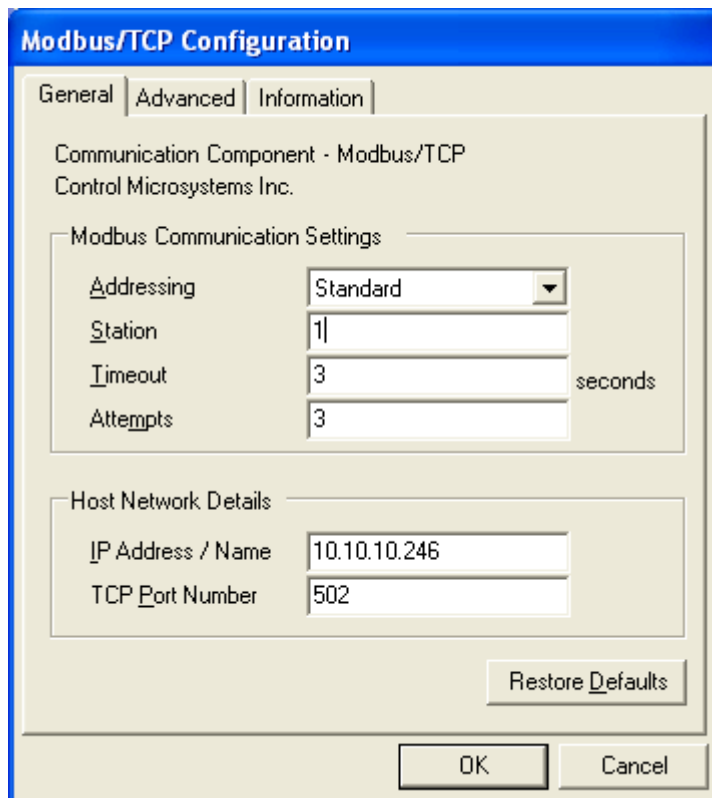 Modbus/TCP Configuration
General Advanced Information
Communication Component - Modbus/TCP
Control Microsystems Inc.
Modbus Communication Settings
Addressing Standard
Station 1
Timeout 3 seconds
Attempts 3
Host Network Details
IP Address / Name 10.10.10.246
TCP Port Number 502
Restore Defaults
OK Cancel